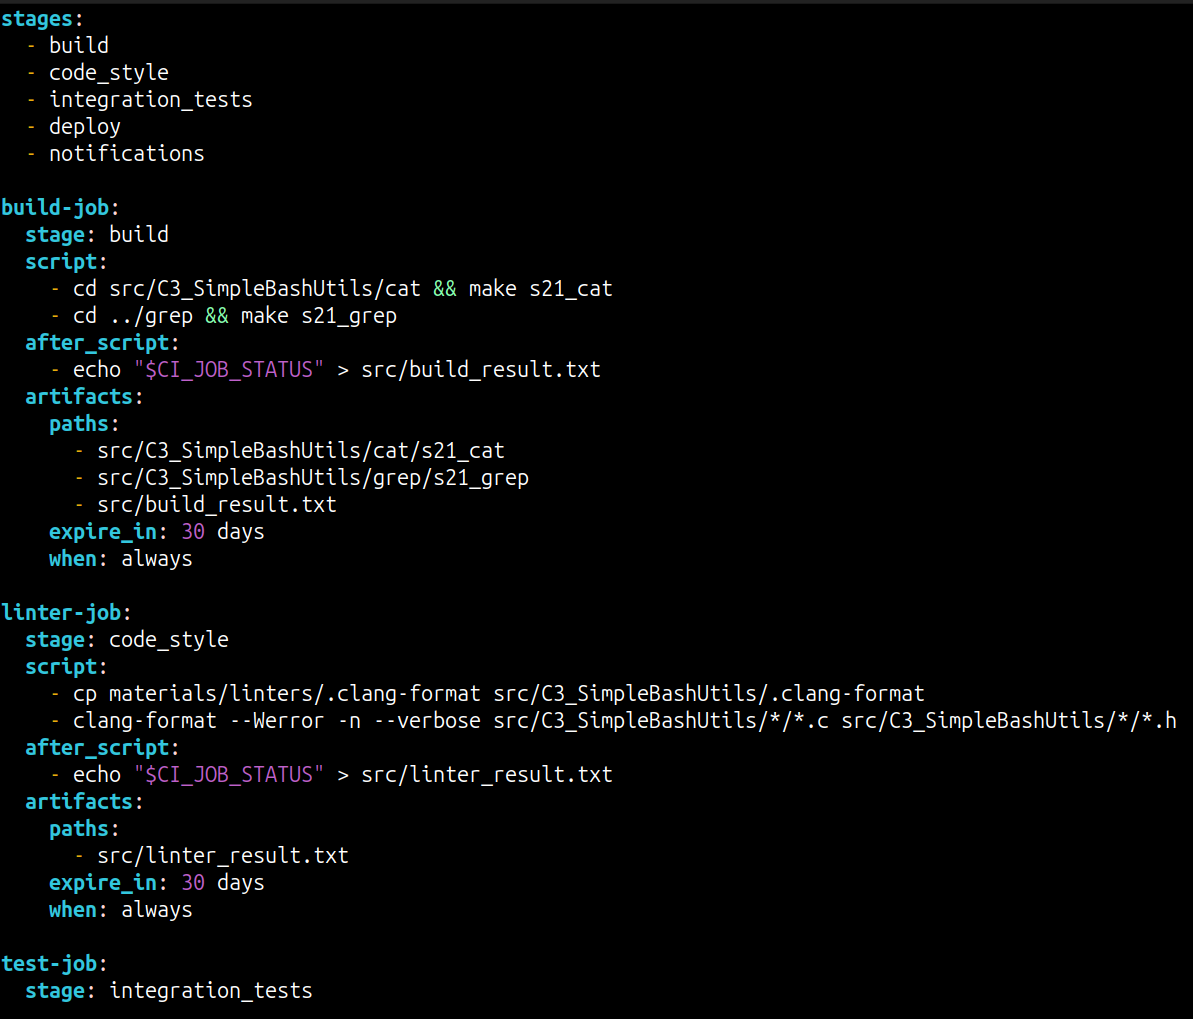 stages:
  - build
  - code_style
  - integration_tests
  - deploy
  - notifications

build-job:
  stage: build
  script:
    - cd src/C3_SimpleBashUtils/cat && make s21_cat
    - cd ../grep && make s21_grep
  after_script:
    - echo "$CI_JOB_STATUS" > src/build_result.txt
  artifacts:
    paths:
      - src/C3_SimpleBashUtils/cat/s21_cat
      - src/C3_SimpleBashUtils/grep/s21_grep
      - src/build_result.txt
    expire_in: 30 days
    when: always

linter-job:
  stage: code_style
  script:
    - cp materials/linters/.clang-format src/C3_SimpleBashUtils/.clang-format
    - clang-format --Werror -n --verbose src/C3_SimpleBashUtils/*/*.c src/C3_SimpleBashUtils/*/*.h
  after_script:
    - echo "$CI_JOB_STATUS" > src/linter_result.txt
  artifacts:
    paths:
      - src/linter_result.txt
    expire_in: 30 days
    when: always

test-job:
  stage: integration_tests